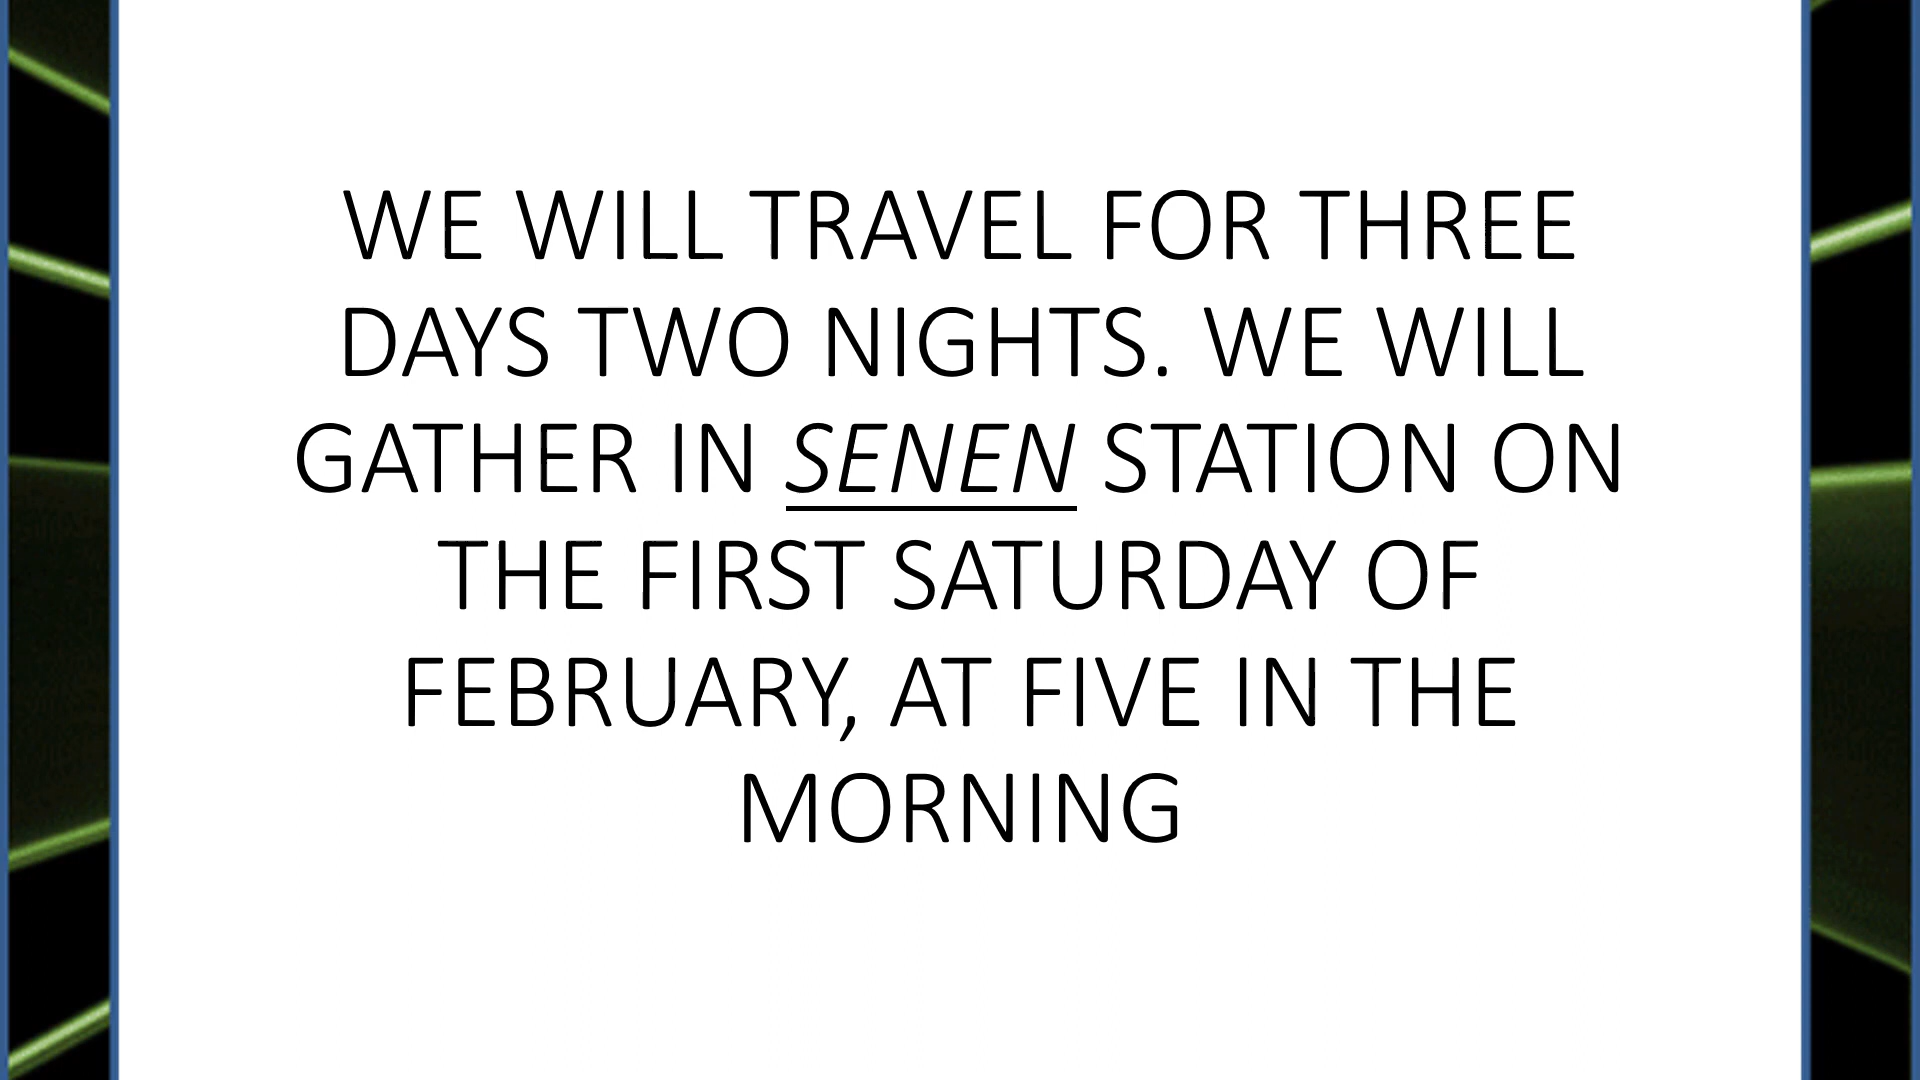 WE WILL TRAVEL FOR THREE
DAYS TWO NIGHTS. WE WILL
GATHER IN SENEN STATION ON
THE FIRST SATURDAY OF
FEBRUARY, AT FIVE IN THE
MORNING